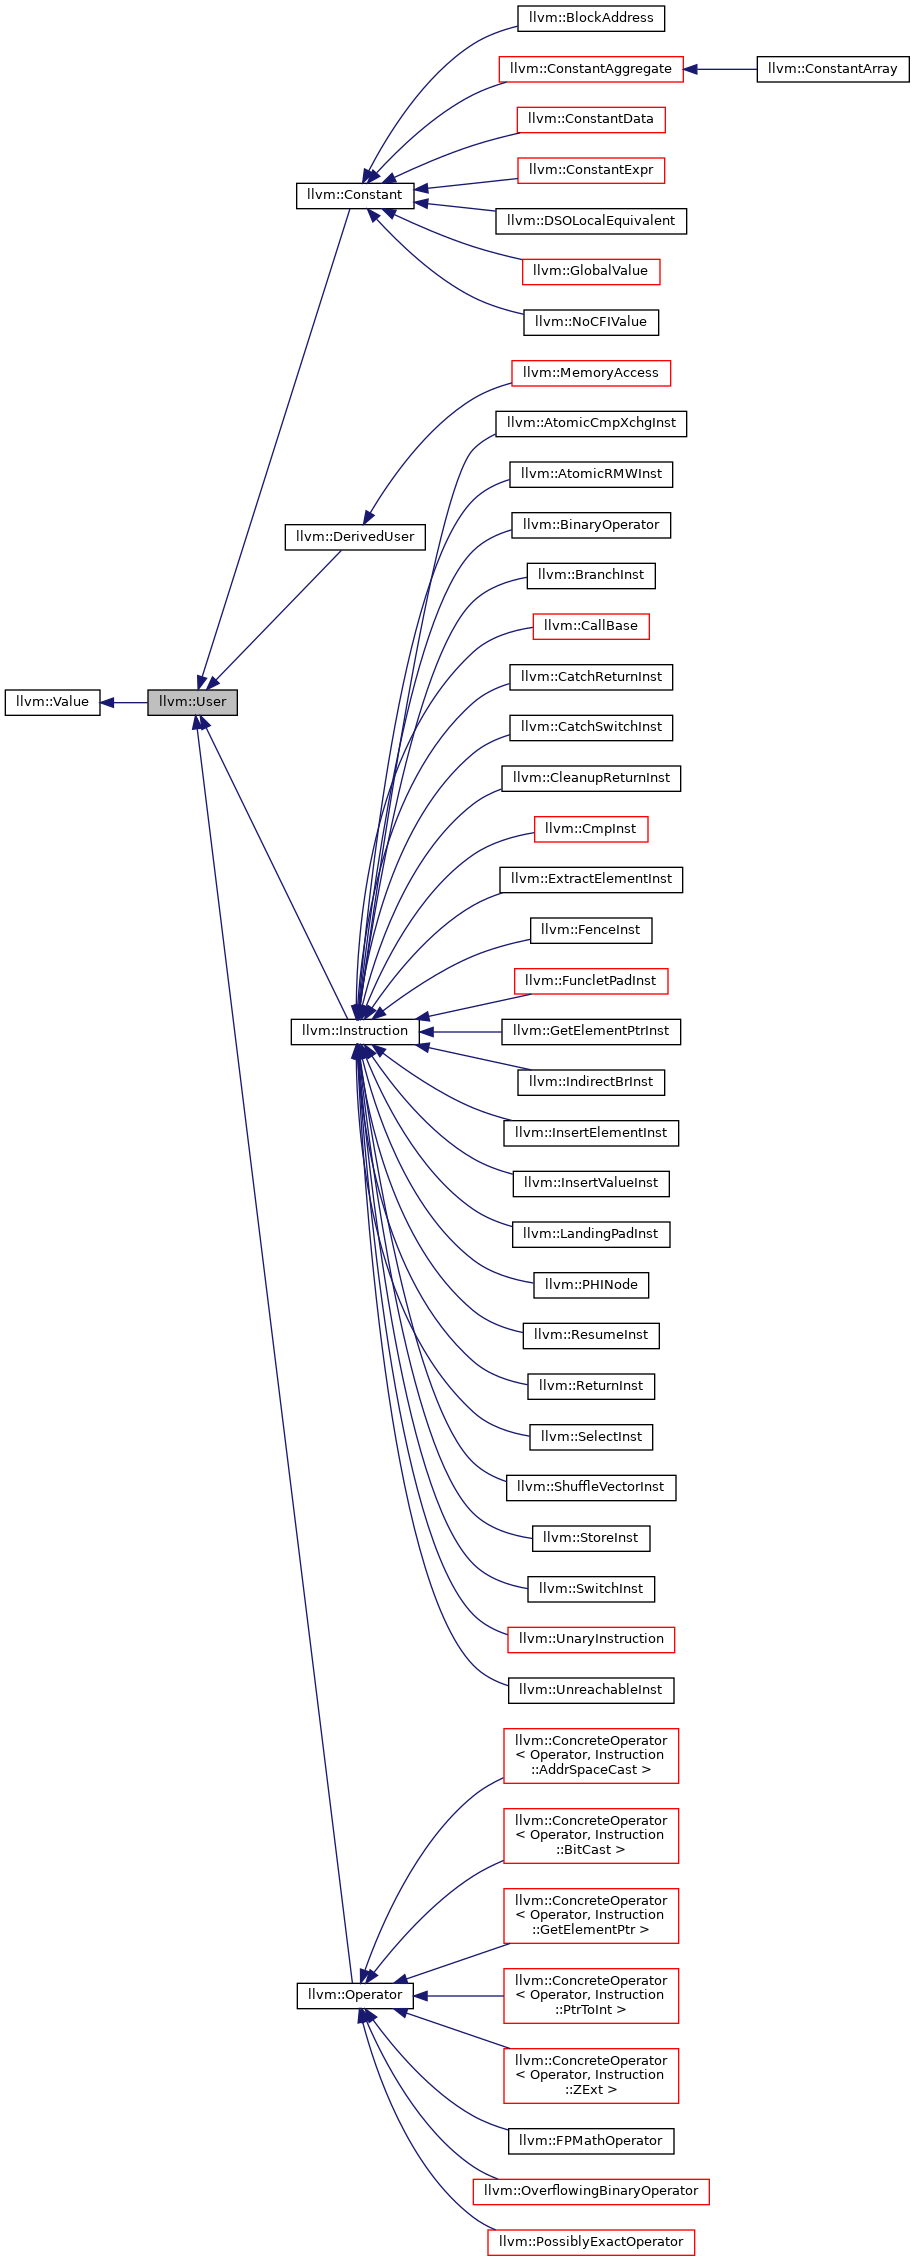 llvm::BlockAddress
llvm::ConstantAggregate
llvm::ConstantArray
llvm::ConstantData
llvm::ConstantExpr
llvm::Constant
llvm::DSOLocalEquivalent
llvm::GlobalValue
llvm::NoCFIValue
llvm::MemoryAccess
llvm::AtomicCmpXchgInst
llvm::AtomicRMWInst
llvm::BinaryOperator
llvm::DerivedUser
llvm::BranchInst
llvm::CallBase
llvm::CatchReturnInst
llvm::Value
llvm::User
llvm::CatchSwitchInst
llvm::CleanupReturnInst
llvm::CmpInst
llvm::ExtractElementInst
llvm::FenceInst
llvm::FuncletPadInst
llvm::Instruction
llvm::GetElementPtrInst
llvm::IndirectBrInst
llvm::InsertElementInst
llvm::InsertValueInst
llvm::LandingPadInst
llvm::PHINode
llvm::ResumeInst
llvm::ReturnInst
llvm::SelectInst
llvm::ShuffleVectorInst
llvm::StoreInst
llvm::SwitchInst
llvm::UnaryInstruction
llvm::UnreachableInst
llvm::ConcreteOperator
< Operator, Instruction
::AddrSpaceCast >
llvm::ConcreteOperator
< Operator, Instruction
::BitCast >
llvm::ConcreteOperator
< Operator, Instruction
::GetElementPtr >
llvm::Operator
llvm::ConcreteOperator
< Operator, Instruction
::PtrToInt >
llvm::ConcreteOperator
< Operator, Instruction
::ZExt >
llvm::FPMathOperator
llvm::OverflowingBinaryOperator
llvm::PossiblyExactOperator